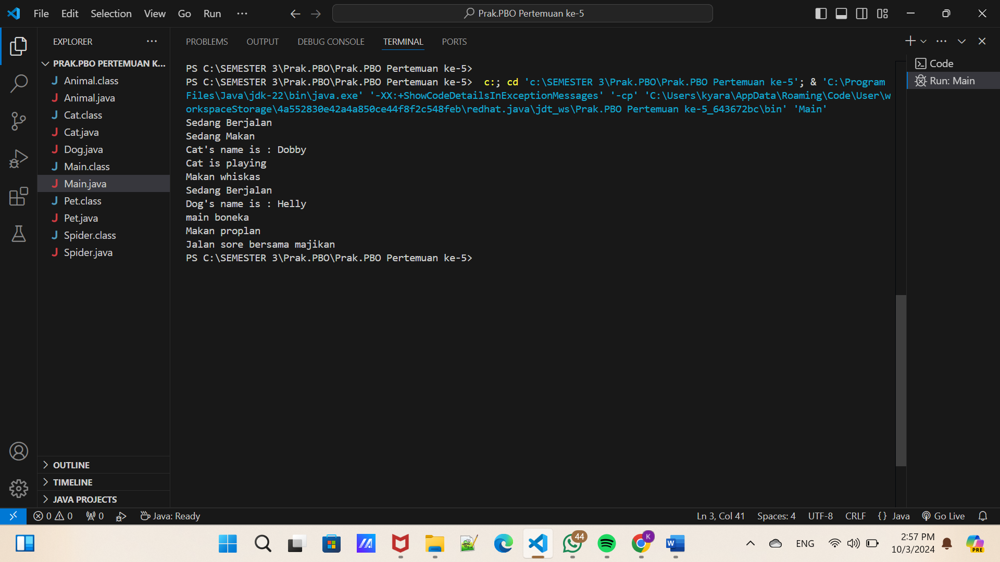 File Edit Selection View Go Run ...
Prak.PBO Pertemuan ke-5
EXPLORER
PRAK.PBO PERTEMUAN K...
Animal.class
Animal.java
Cat.class
Cat.java
Dog.java
Main.class
Main.java
Pet.class
Pet.java
Spider.class
Spider.java
OUTLINE
TIMELINE
JAVA PROJECTS
PROBLEMS OUTPUT DEBUG CONSOLE TERMINAL PORTS
PS C:\SEMESTER 3\Prak.PBO\Prak.PBO Pertemuan ke-5>
PS C:\SEMESTER 3\Prak.PBO\Prak.PBO Pertemuan ke-5>  c:; cd 'c:\SEMESTER 3\Prak.PBO\Prak.PBO Pertemuan ke-5'; & 'C:\Program
Files\Java\jdk-22\bin\java.exe' '-XX:+ShowCodeDetailsInExceptionMessages' '-cp' 'C:\Users\kyara\AppData\Roaming\Code\User\w
orkspaceStorage\4a552830e42a4a850ce44f8f2c548feb\redhat.java\jdt_ws\Prak.PBO Pertemuan ke-5_643672bc\bin' 'Main'
Sedang Berjalan
Sedang Makan
Cat's name is : Dobby
Cat is playing
Makan whiskas
Sedang Berjalan
Dog's name is : Helly
main boneka
Makan proplan
Jalan sore bersama majikan
PS C:\SEMESTER 3\Prak.PBO\Prak.PBO Pertemuan ke-5>
Code
Run: Main
0 0 0 Java: Ready
Ln 3, Col 41 Spaces: 4 UTF-8 CRLF {} Java Go Live
44
K
W
ENG
2:57 PM
10/3/2024
PRE